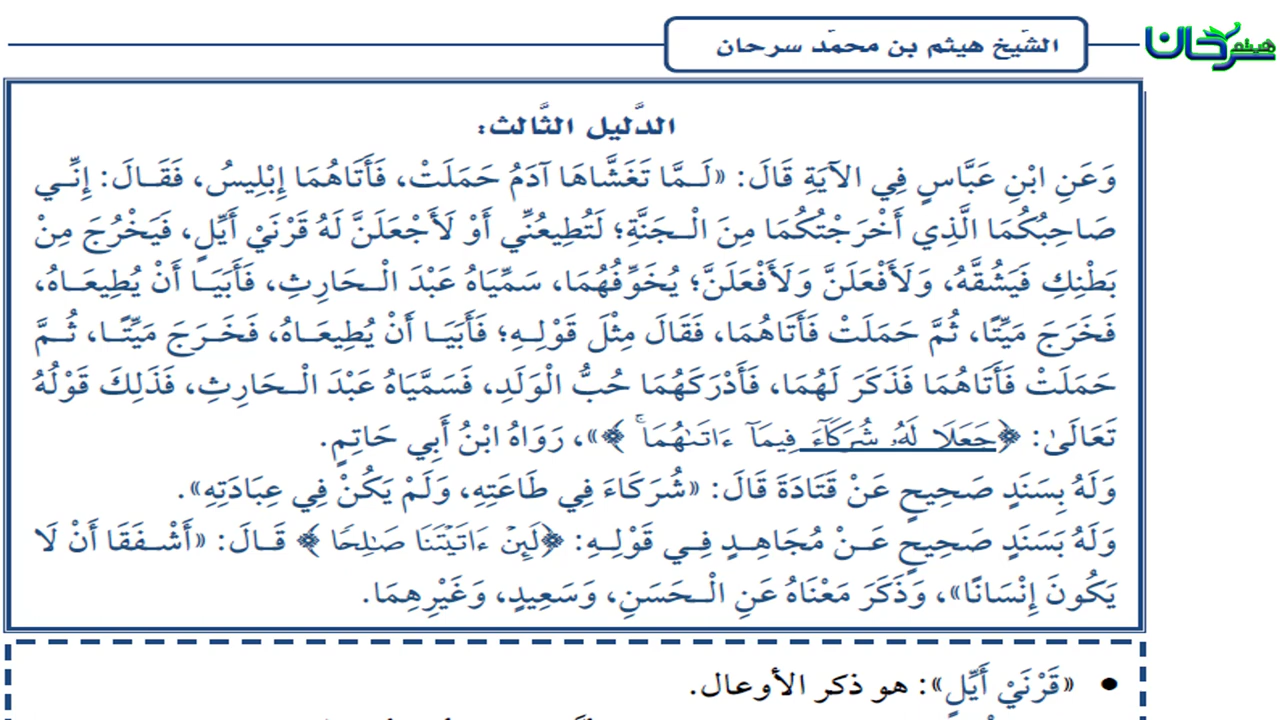 هيثم سرحان
الشيخ هيثم بن محمّد سرحان
الدَّليل الثَّالث:
وَعَنِ ابْنِ عَبَّاسٍ فِي الآيَةِ قَالَ: «لَـمَّا تَغَشَّاهَا آدَمُ حَمَلَتْ، فَأَتَاهُمَا إِبْلِيسُ، فَقَـالَ: إِنِّـي
صَاحِبُكُمَا الَّذِي أَخْرَجْتُكُمَا مِنَ الْـجَنَّةِ؛ لَتُطِيعُنِّي أَوْ لَأَجْعَلَنَّ لَهُ قَرْنَيْ أَيِّلٍ، فَيَخْرُجَ مِنْ
بَطْنِكِ فَيَشُقَّهُ، وَلَأَفْعَلَنَّ وَلَأَفْعَلَنَّ؛ يُخَوِّفُهُمَا، سَمِّيَاهُ عَبْدَ الْـحَارِثِ، فَأَبَيَـا أَنْ يُطِيعَـاهُ،
فَخَرَجَ مَيِّتًا، ثُمَّ حَمَلَتْ فَأَتَاهُمَا، فَقَالَ مِثْلَ قَوْلِـهِ؛ فَأَبَيَـا أَنْ يُطِيعَـاهُ، فَخَـرَجَ مَيِّتًـا، ثُـمَّ
حَمَلَتْ فَأَتَاهُمَا فَذَكَرَ لَهُمَا، فَأَدْرَكَهُمَا حُبُّ الْوَلَدِ، فَسَمَّيَاهُ عَبْدَ الْـحَارِثِ، فَذَلِكَ قَوْلُهُ
تَعَالَىٰ: ﴿جَعَلَا لَهُۥ شُرَكَآءَ فِيمَآ ءَاتَىٰهُمَاۚ﴾»، رَوَاهُ ابْنُ أَبِي حَاتِمٍ.
وَلَهُ بِسَنَدٍ صَحِيحٍ عَنْ قَتَادَةَ قَالَ: «شُرَكَاءَ فِي طَاعَتِهِ، وَلَمْ يَكُنْ فِي عِبَادَتِهِ».
وَلَهُ بَسَنَدٍ صَحِيحٍ عَـنْ مُجَاهِـدٍ فِـي قَوْلِـهِ: ﴿لَئِنْ ءَاتَيْتَنَا صَٰلِحًا﴾ قَـالَ: «أَشْـفَقَا أَنْ لَا
يَكُونَ إِنْسَانًا»، وَذَكَرَ مَعْنَاهُ عَنِ الْـحَسَنِ، وَسَعِيدٍ، وَغَيْرِهِمَا.
• «قَرْنَيْ أَيِّلٍ»: هو ذكر الأوعال.